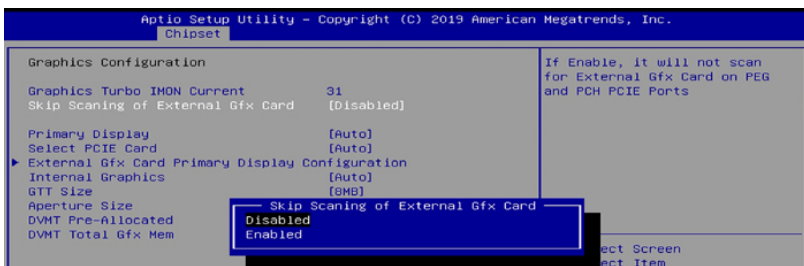 Aptio Setup Utility – Copyright (C) 2019 American Megatrends, Inc.
Chipset
Graphics Configuration
Graphics Turbo IMON Current 31
Skip Scaning of External Gfx Card [Disabled]
Primary Display [Auto]
Select PCIE Card [Auto]
External Gfx Card Primary Display Configuration
Internal Graphics [Auto]
GTT Size [8MB]
Aperture Size
DVMT Pre-Allocated
DVMT Total Gfx Mem
Skip Scaning of External Gfx Card
Disabled
Enabled
If Enable, it will not scan
for External Gfx Card on PEG
and PCH PCIE Ports
ect Screen
ect Item